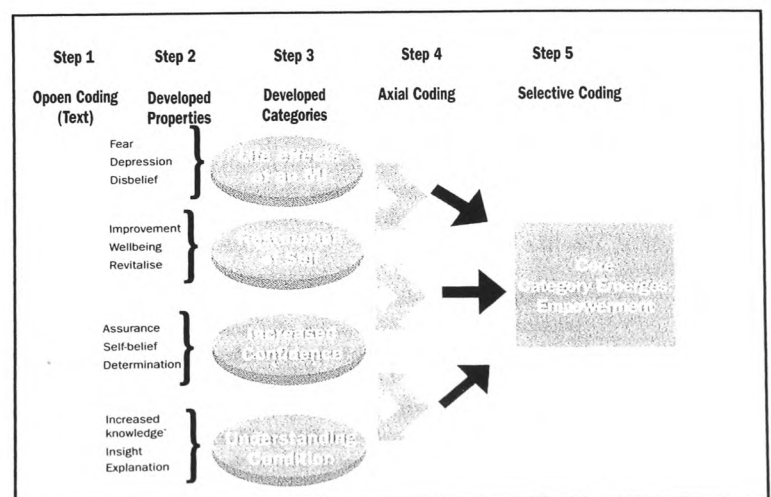 Step 1
Step 2
Step 3
Step 4
Step 5
Opoen Coding
(Text)
Developed
Properties
Developed
Categories
Axial Coding
Selective Coding
Fear
Depression
Disbelief
Improvement
Wellbeing
Revitalise
Increased
Confidence
Assurance
Self-belief
Determination
Increased
knowledge
Insight
Explanation
Understanding
Condition
Core
Category Emerges:
Empowerment